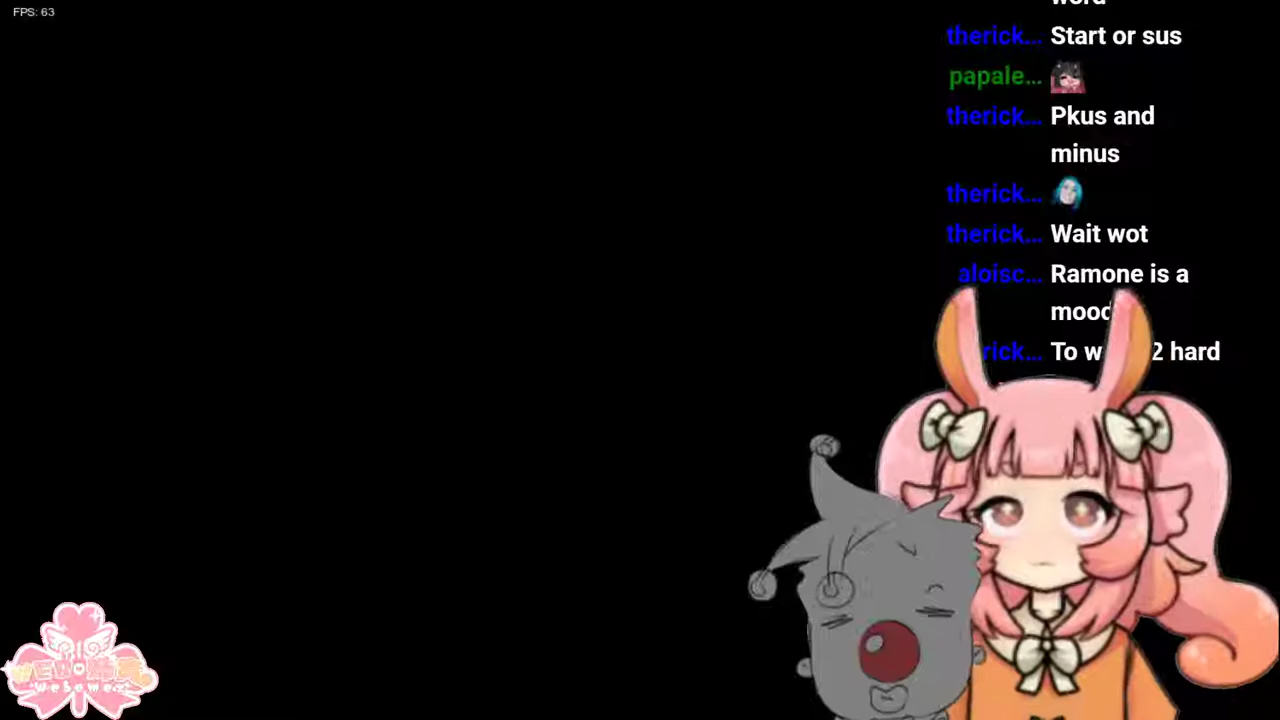 FPS: 63
word
therick... Start or sus
papale...
therick... Pkus and
minus
therick...
therick... Wait wot
aloisc... Ramone is a
mood
rick... To w 2 hard